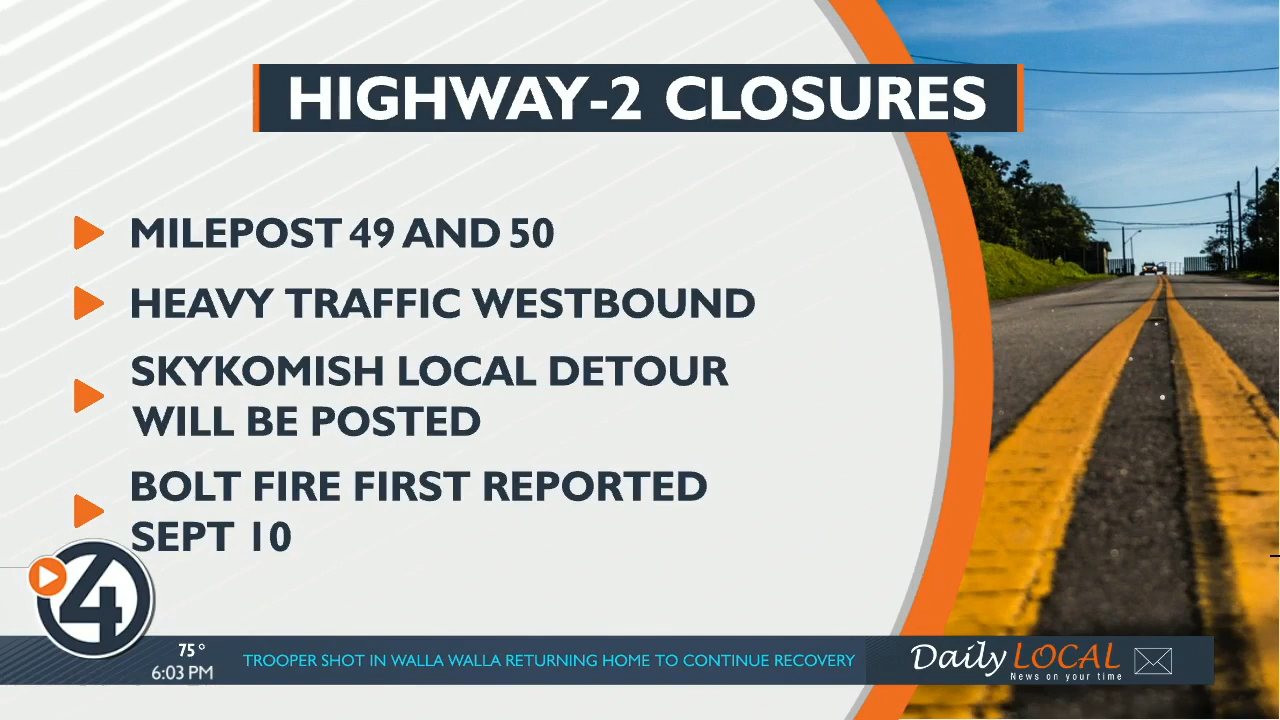 HIGHWAY-2 CLOSURES
MILEPOST 49 AND 50
HEAVY TRAFFIC WESTBOUND
SKYKOMISH LOCAL DETOUR
WILL BE POSTED
BOLT FIRE FIRST REPORTED
SEPT 10
4
75°
6:03 PM
TROOPER SHOT IN WALLA WALLA RETURNING HOME TO CONTINUE RECOVERY
Daily LOCAL
News on your time